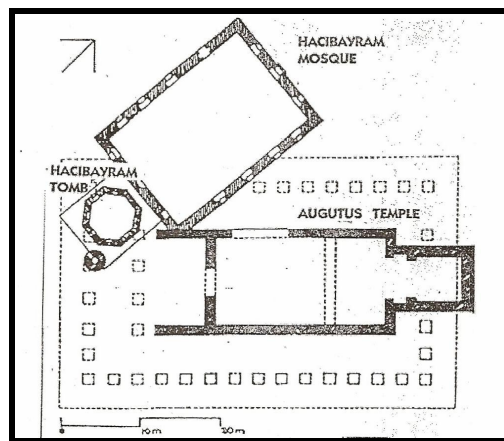 HACIBAYRAM
MOSQUE
HACIBAYRAM
TOMB
AUGUTUS TEMPLE
10m 20m